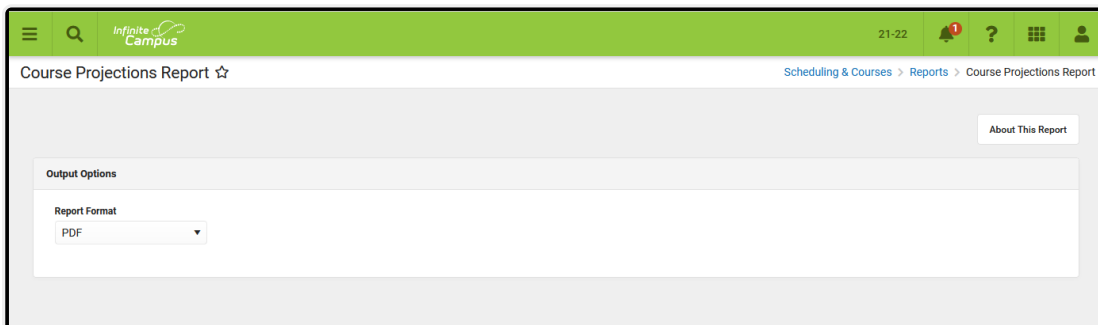 Infinite
Campus
21-22
1
?
Course Projections Report
Scheduling & Courses > Reports > Course Projections Report
About This Report
Output Options
Report Format
PDF